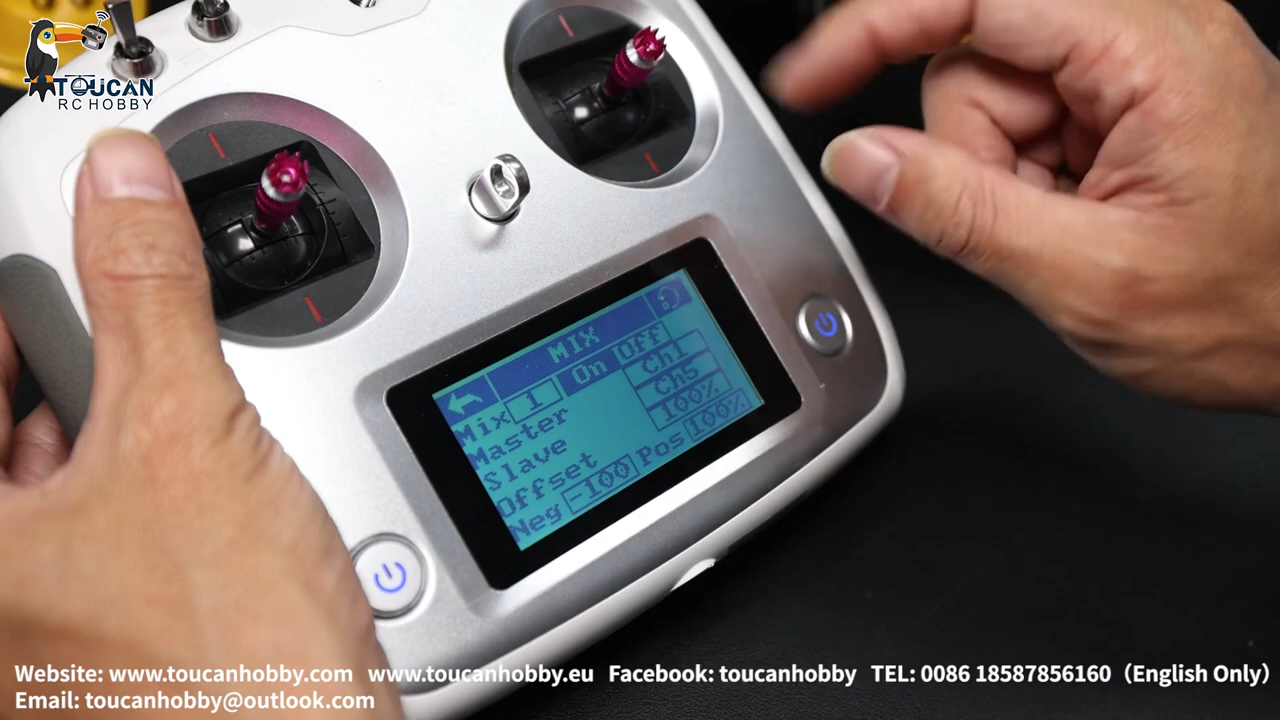 TOUCAN
RC HOBBY
MIX
Mix 1 On Off
Master Ch1
Slave Ch5
Offset 100%
Neg -100 Pos 100%
Website: www.toucanhobby.com www.toucanhobby.eu Facebook: toucanhobby TEL: 0086 18587856160（English Only）
Email: toucanhobby@outlook.com